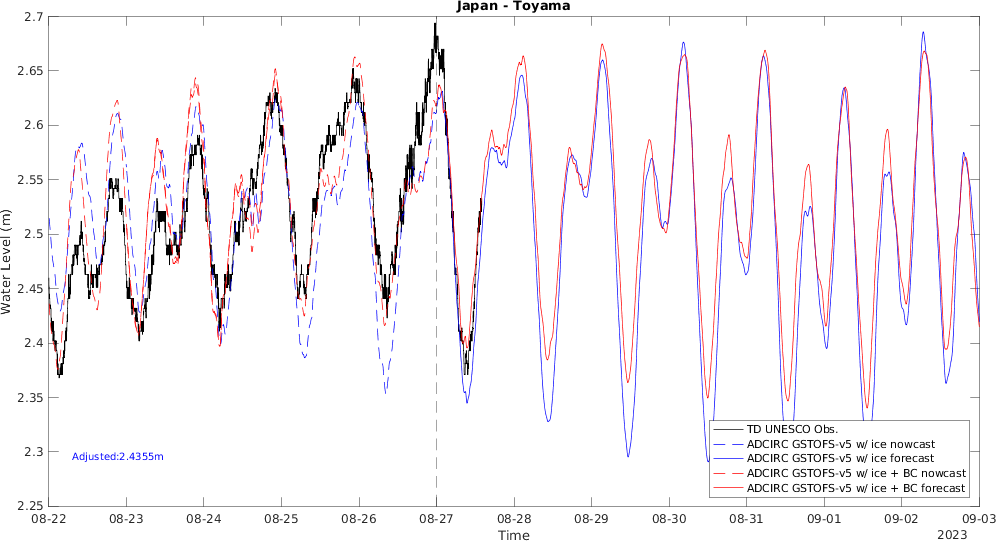 Japan - Toyama
Water Level (m)
2.7
2.65
2.6
2.55
2.5
2.45
2.4
2.35
2.3
2.25
Adjusted:2.4355m
TD UNESCO Obs.
ADCIRC GSTOFS-v5 w/ ice nowcast
ADCIRC GSTOFS-v5 w/ ice forecast
ADCIRC GSTOFS-v5 w/ ice + BC nowcast
ADCIRC GSTOFS-v5 w/ ice + BC forecast
08-22 08-23 08-24 08-25 08-26 08-27 08-28 08-29 08-30 08-31 09-01 09-02 09-03
Time
2023